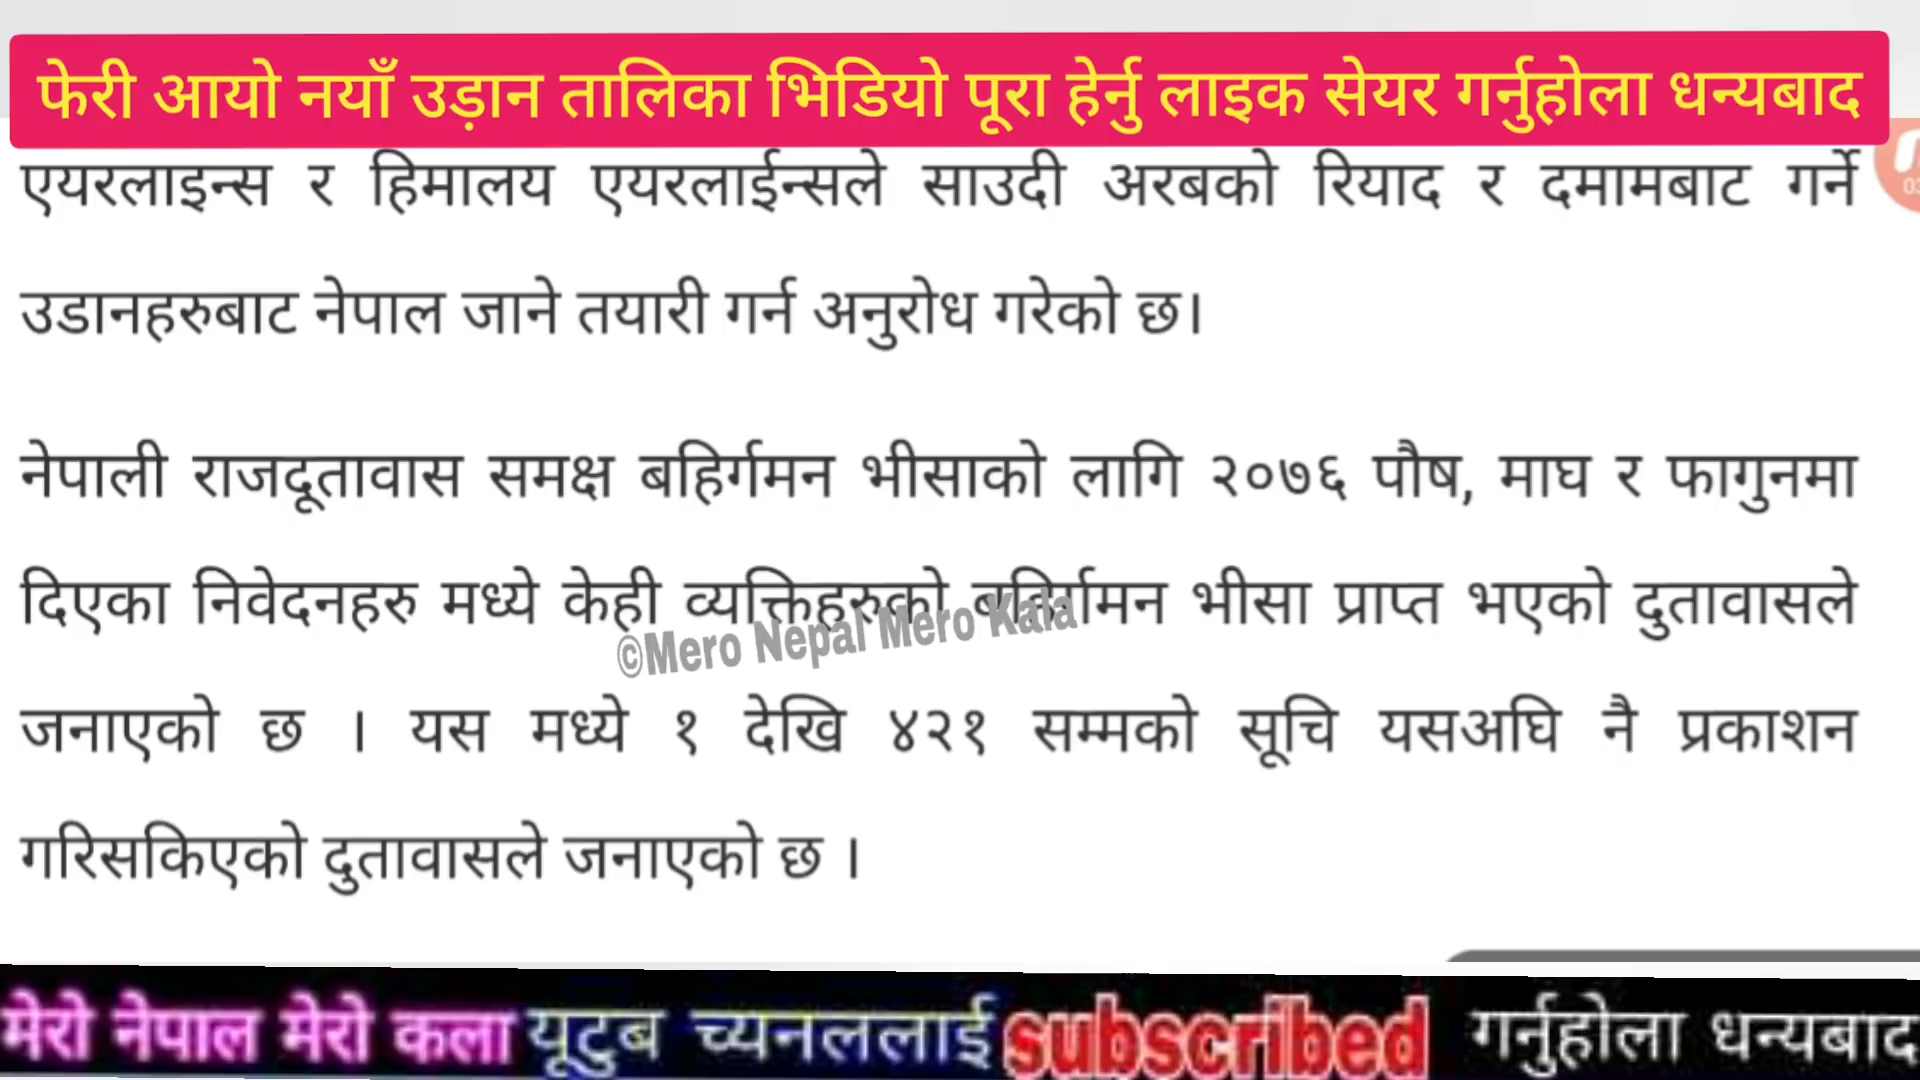 फेरी आयो नयाँ उड़ान तालिका भिडियो पूरा हेर्नु लाइक सेयर गर्नुहोला धन्यबाद
एयरलाइन्स र हिमालय एयरलाईन्सले साउदी अरबको रियाद र दमामबाट गर्ने
03
उडानहरुबाट नेपाल जाने तयारी गर्न अनुरोध गरेको छ।
नेपाली राजदूतावास समक्ष बहिर्गमन भीसाको लागि २०७६ पौष, माघ र फागुनमा
दिएका निवेदनहरु मध्ये केही व्यक्तिहरुको बहिर्गमन भीसा प्राप्त भएको दुतावासले
©Mero Nepal Mero Kala
जनाएको छ । यस मध्ये १ देखि ४२१ सम्मको सूचि यसअघि नै प्रकाशन
गरिसकिएको दुतावासले जनाएको छ ।
मेरो नेपाल मेरो कला यूटुब च्यनललाई subscribed गर्नुहोला धन्यबाद